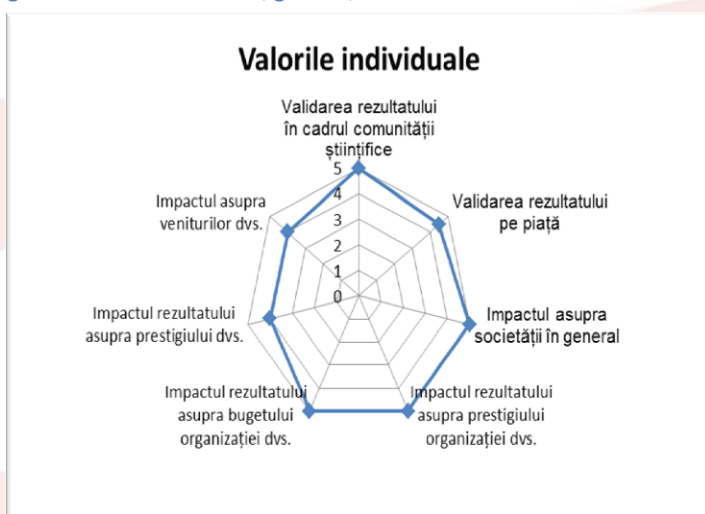 Valorile individuale
Validarea rezultatului
în cadrul comunității
științifice
5
4
3
2
1
0
Validarea rezultatului
pe piață
Impactul asupra
societății în general
Impactul rezultatului
asupra prestigiului
organizației dvs.
Impactul rezultatului
asupra bugetului
organizației dvs.
Impactul rezultatului
asupra prestigiului dvs.
Impactul asupra
veniturilor dvs.